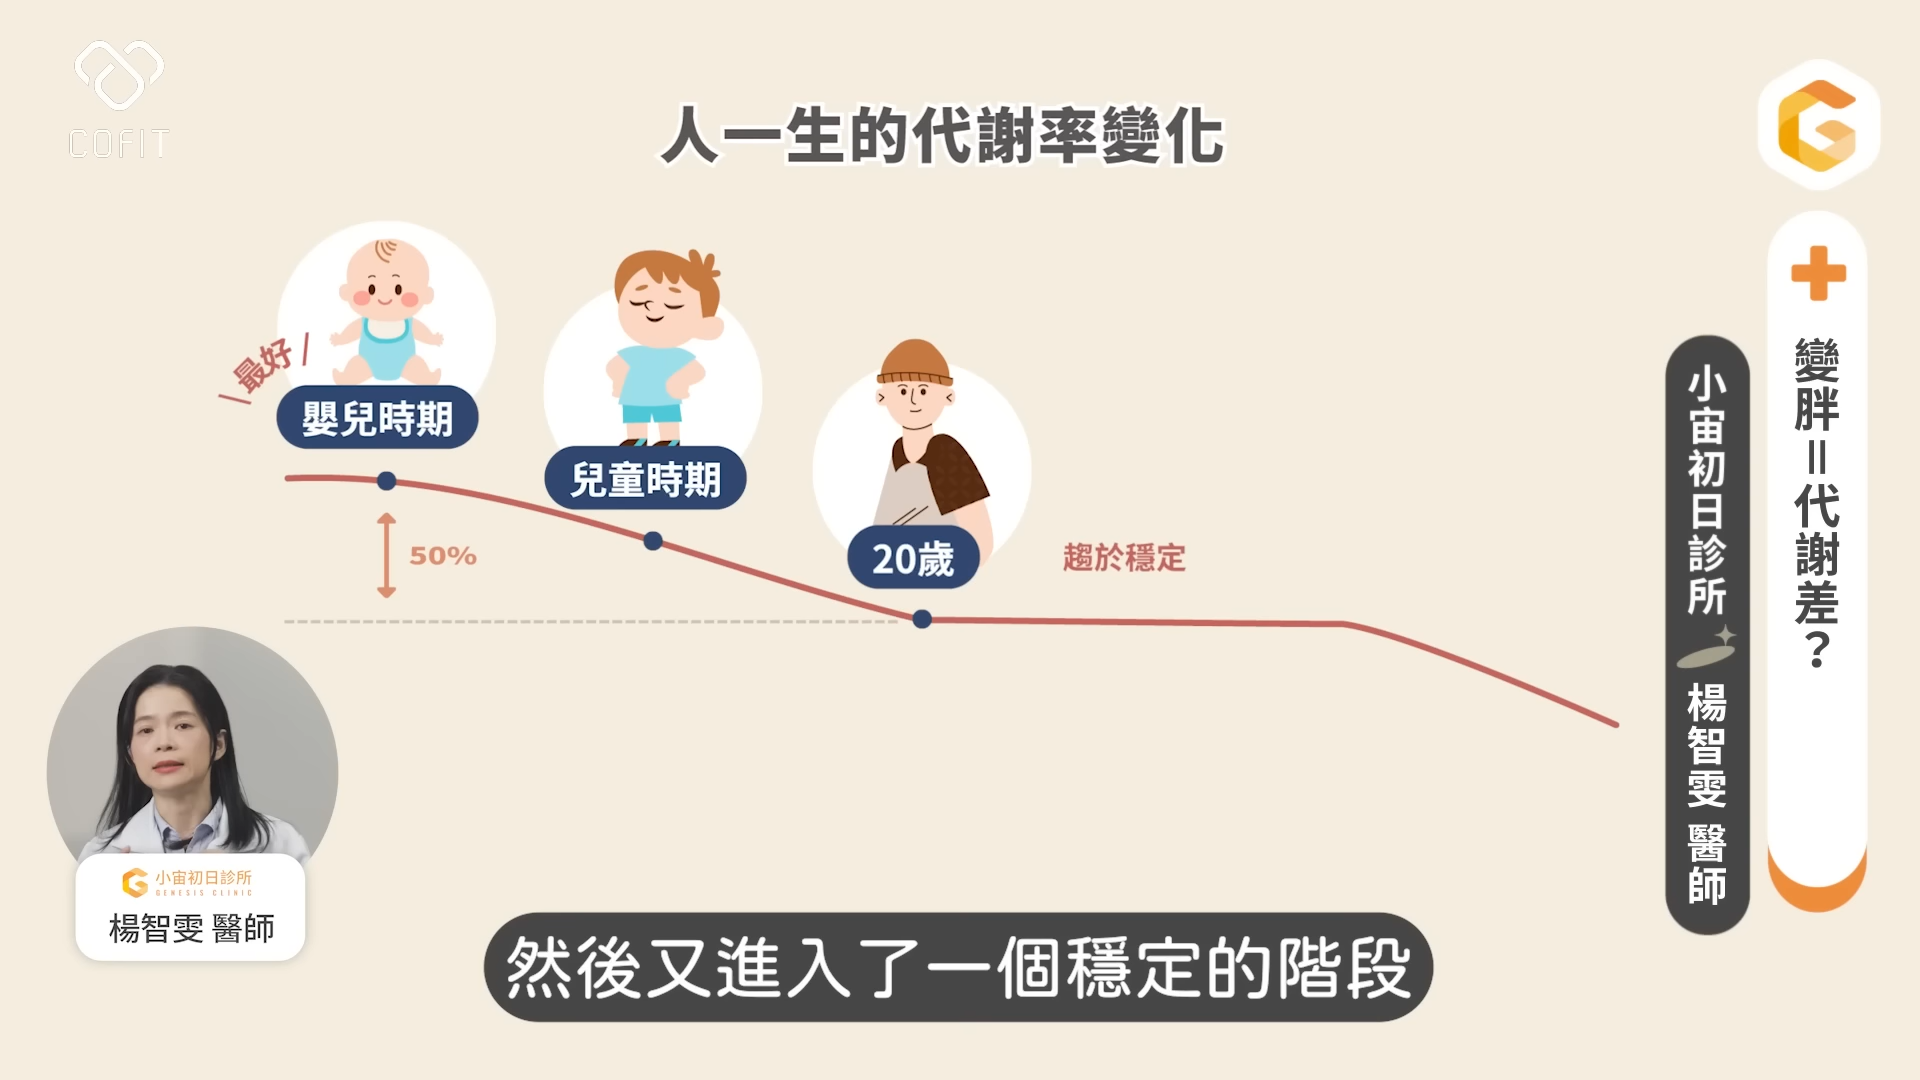 COFIT
人一生的代謝率變化
最好
嬰兒時期
兒童時期
20歲
50%
趨於穩定
變胖=代謝差?
小宙初日診所
楊智雯 醫師
小宙初日診所
GENESIS CLINIC
楊智雯 醫師
然後又進入了一個穩定的階段